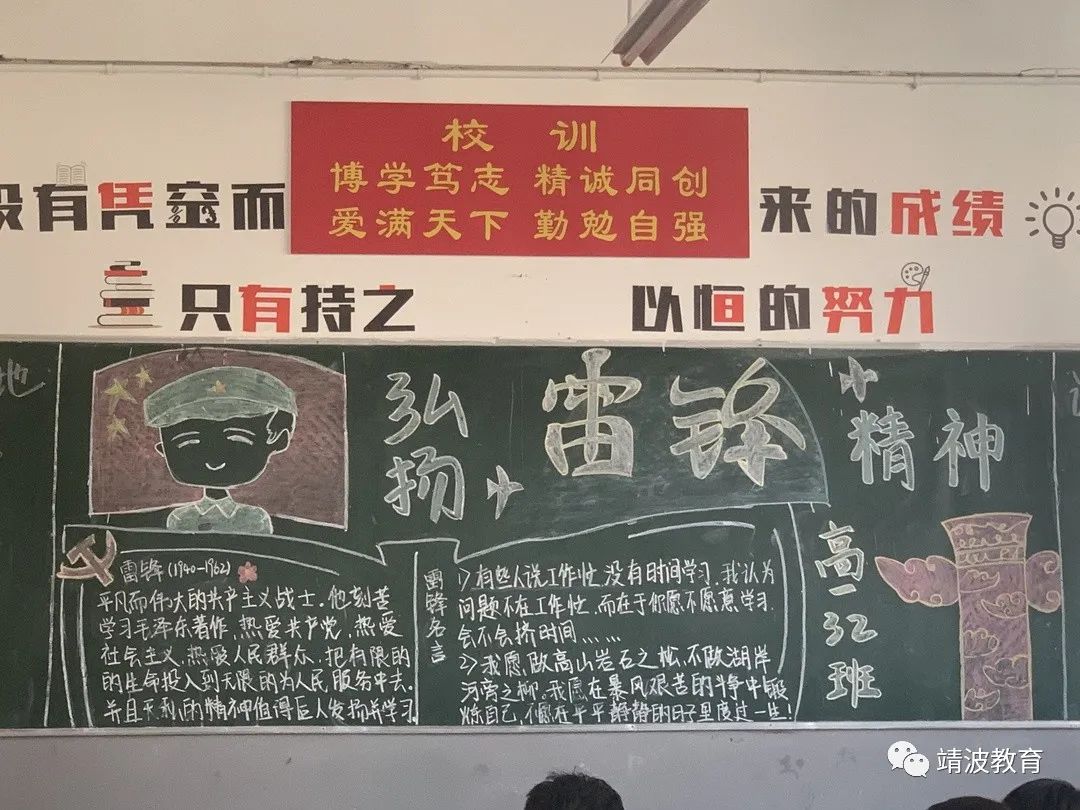 校 训
博学笃志 精诚同创
爱满天下 勤勉自强
没有凭空而
来的成绩
只有持之
以恒的努力
地
弘扬
雷锋
精神
雷锋(1940-1962)
平凡而伟大的共产主义战士。他刻苦
学习毛泽东著作,热爱共产党,热爱
社会主义,热爱人民群众,把有限的
的生命投入到无限的为人民服务中去。
并且无私的精神值得后人发扬并学习
雷锋名言
1)有些人说工作忙,没有时间学习.我认为
问题不在工作忙,而在于你愿不愿意学习.
会不会挤时间......
2)我愿做高山岩石之松,不做湖岸
河旁之柳。我愿在暴风艰苦的斗争中锻
炼自己,不愿在平平静静的日子里度过一生!
高一32班
靖波教育